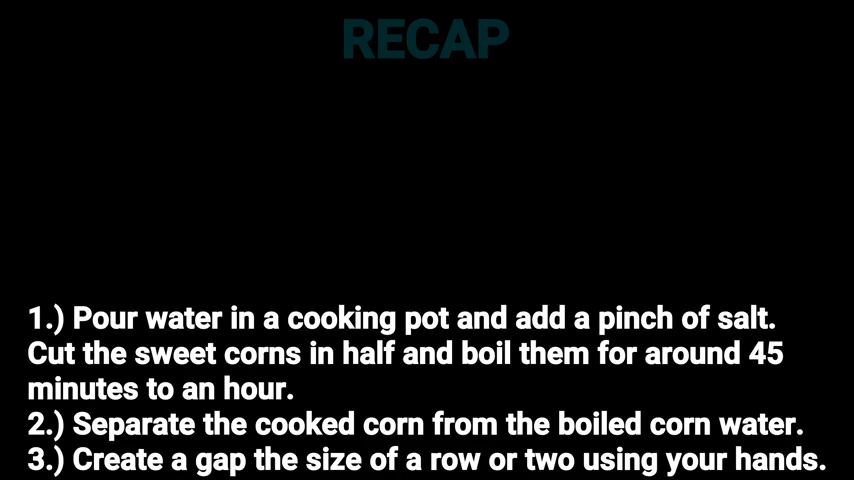 RECAP
1.) Pour water in a cooking pot and add a pinch of salt.
Cut the sweet corns in half and boil them for around 45
minutes to an hour.
2.) Separate the cooked corn from the boiled corn water.
3.) Create a gap the size of a row or two using your hands.